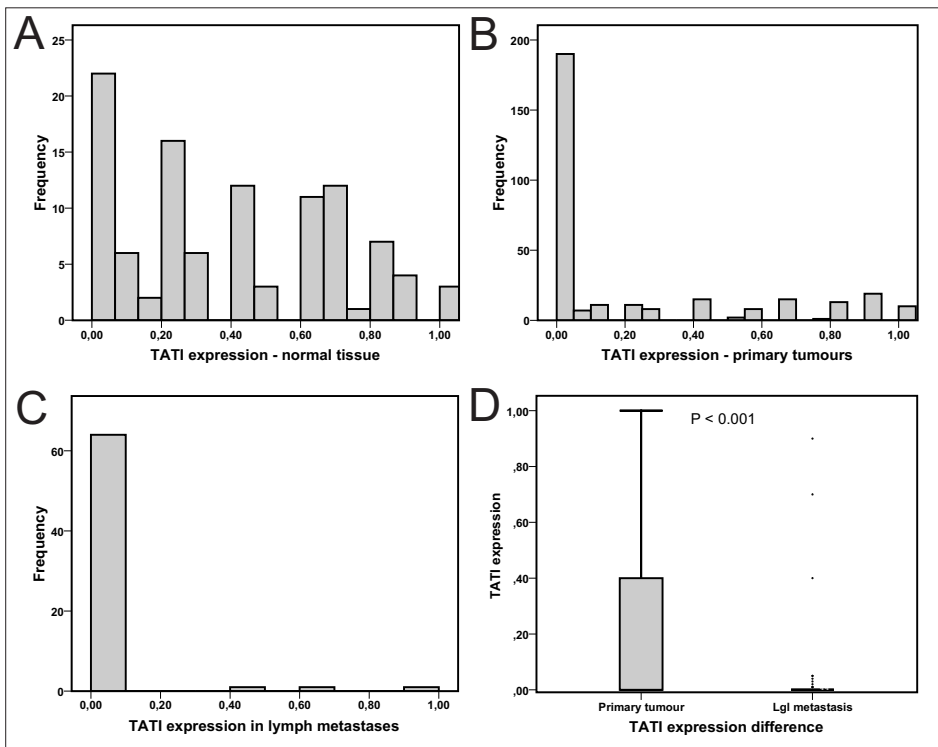 A
25
20
15
10
5
0
Frequency
0,00 0,20 0,40 0,60 0,80 1,00
TATI expression - normal tissue
B
200
150
100
50
0
Frequency
0,00 0,20 0,40 0,60 0,80 1,00
TATI expression - primary tumours
C
60
40
20
0
Frequency
0,00 0,20 0,40 0,60 0,80 1,00
TATI expression in lymph metastases
D
P < 0.001
1,00
,80
,60
,40
,20
,00
TATI expression
Primary tumour Lgl metastasis
TATI expression difference